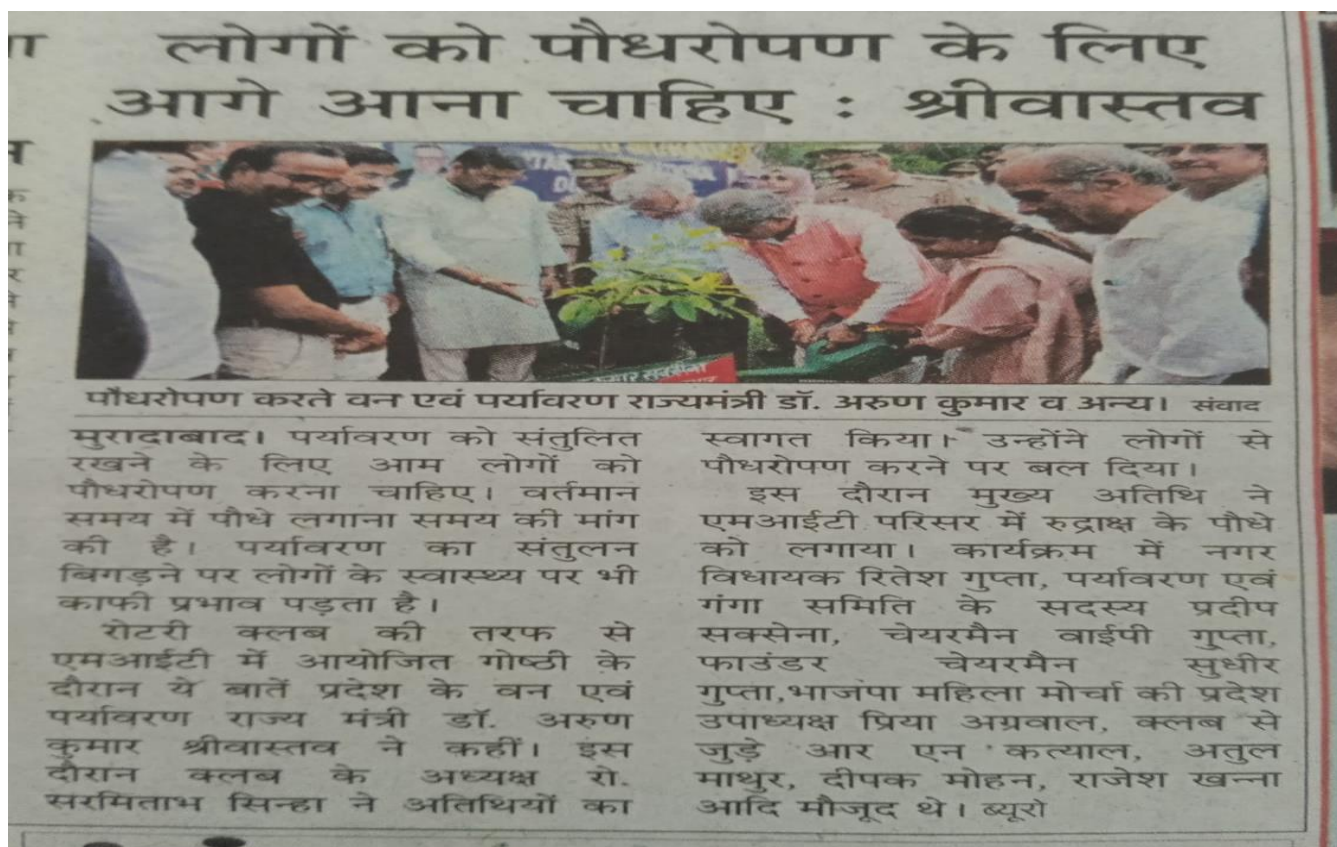 लोगों को पौधरोपण के लिए
आगे आना चाहिए : श्रीवास्तव
पौधरोपण करते वन एवं पर्यावरण राज्यमंत्री डॉ. अरुण कुमार व अन्य। संवाद
मुरादाबाद। पर्यावरण को संतुलित
रखने के लिए आम लोगों को
पौधरोपण करना चाहिए। वर्तमान
समय में पौधे लगाना समय की मांग
की है। पर्यावरण का संतुलन
बिगड़ने पर लोगों के स्वास्थ्य पर भी
काफी प्रभाव पड़ता है।
रोटरी क्लब की तरफ से
एमआईटी में आयोजित गोष्ठी के
दौरान ये बातें प्रदेश के वन एवं
पर्यावरण राज्य मंत्री डॉ. अरुण
कुमार श्रीवास्तव ने कहीं। इस
दौरान क्लब के अध्यक्ष रो.
सरमिताभ सिन्हा ने अतिथियों का
स्वागत किया। उन्होंने लोगों से
पौधरोपण करने पर बल दिया।
इस दौरान मुख्य अतिथि ने
एमआईटी परिसर में रुद्राक्ष के पौधे
को लगाया। कार्यक्रम में नगर
विधायक रितेश गुप्ता, पर्यावरण एवं
गंगा समिति के सदस्य प्रदीप
सक्सेना, चेयरमैन वाईपी गुप्ता,
फाउंडर चेयरमैन सुधीर
गुप्ता,भाजपा महिला मोर्चा की प्रदेश
उपाध्यक्ष प्रिया अग्रवाल, क्लब से
जुड़े आर एन कत्याल, अतुल
माथुर, दीपक मोहन, राजेश खन्ना
आदि मौजूद थे। ब्यूरो